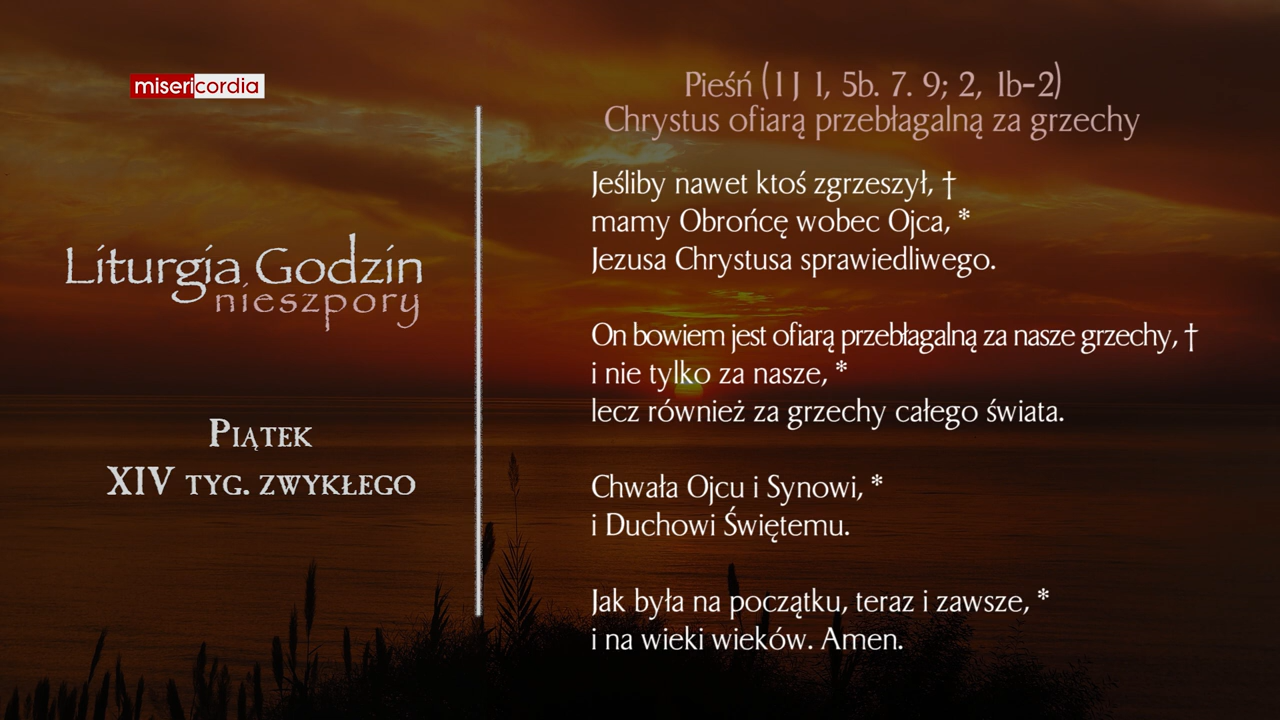 misericordia
Liturgia Godzin
nieszpory
Piątek
XIV tyg. zwykłego
Pieśń (1 J 1, 5b. 7. 9; 2, 1b-2)
Chrystus ofiarą przebłagalną za grzechy
Jeśliby nawet ktoś zgrzeszył, †
mamy Obrońcę wobec Ojca, *
Jezusa Chrystusa sprawiedliwego.
On bowiem jest ofiarą przebłagalną za nasze grzechy, †
i nie tylko za nasze, *
lecz również za grzechy całego świata.
Chwała Ojcu i Synowi, *
i Duchowi Świętemu.
Jak była na początku, teraz i zawsze, *
i na wieki wieków. Amen.